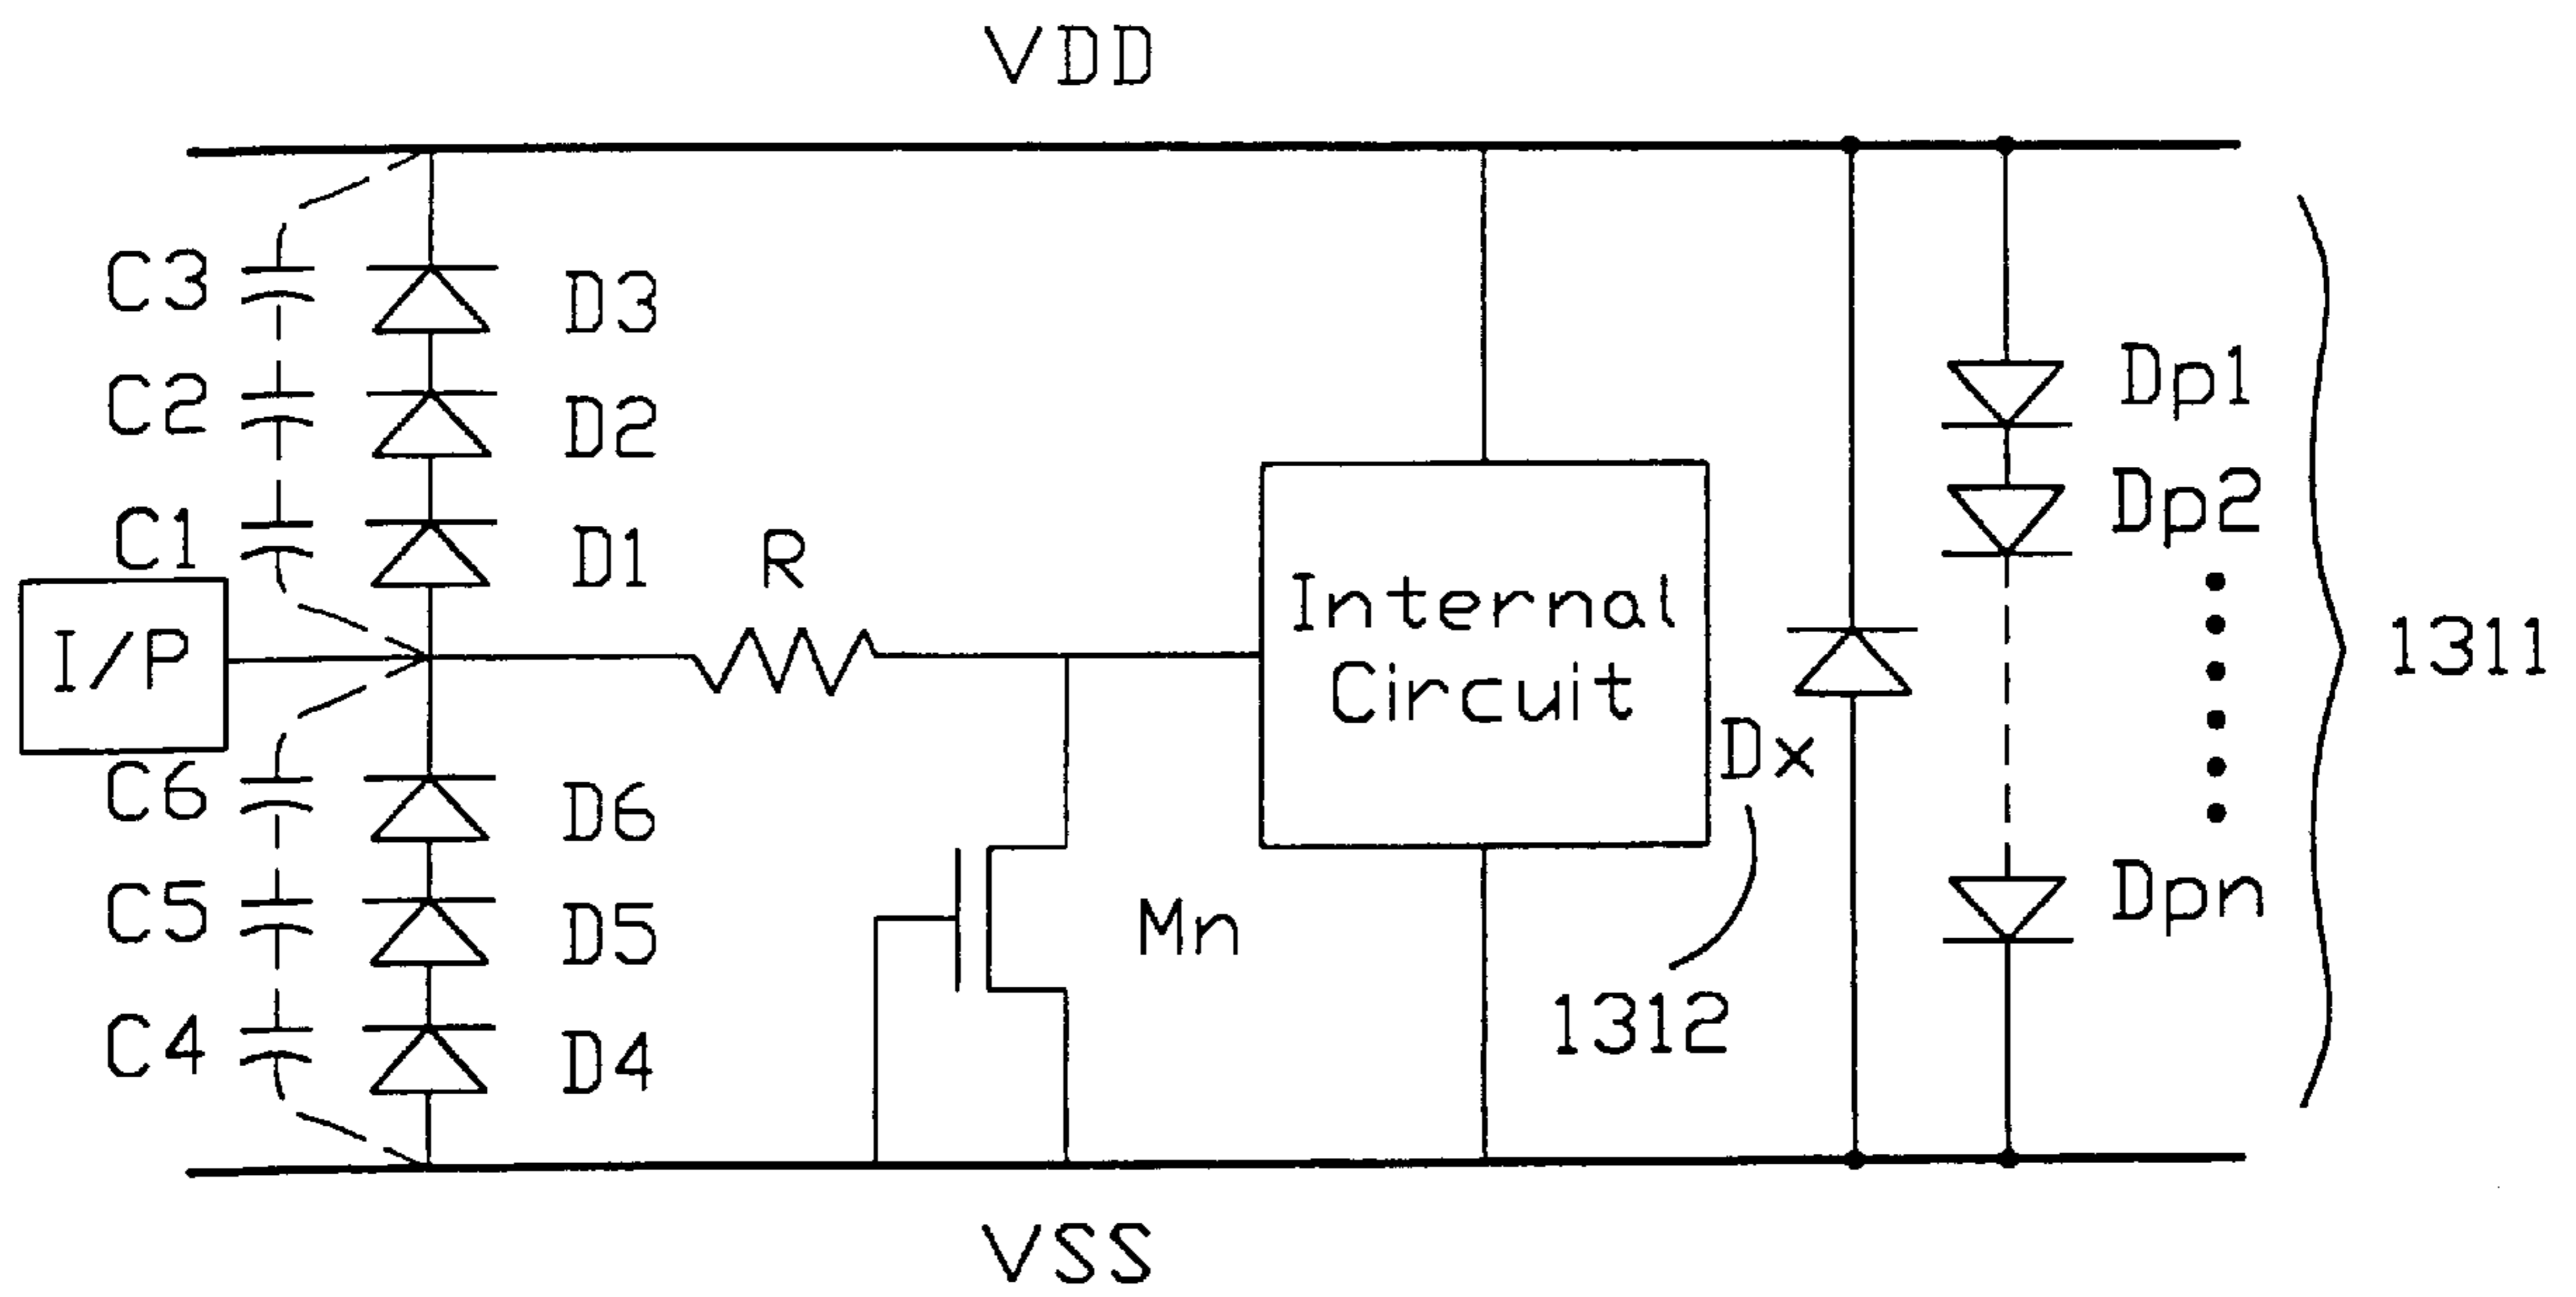 VDD
C3
D3
C2
D2
C1
D1
R
I/P
Internal
Circuit
Dp1
Dp2
1311
Dx
C6
D6
C5
D5
Mn
Dpn
1312
C4
D4
VSS